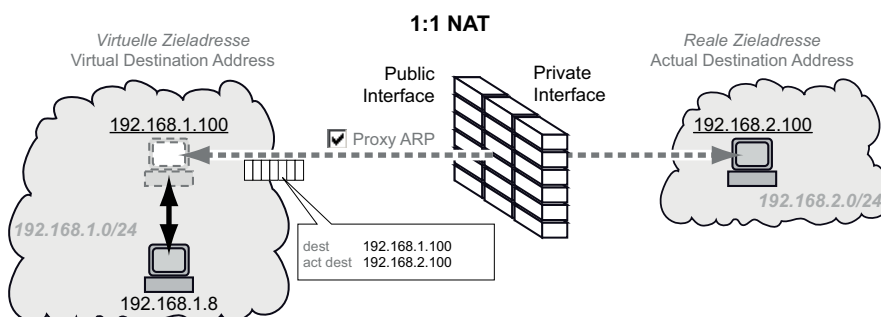 1:1 NAT
Virtuelle Zieladresse
Virtual Destination Address
Reale Zieladresse
Actual Destination Address
Public
Interface
Private
Interface
192.168.1.100
Proxy ARP
192.168.2.100
192.168.1.0/24
192.168.2.0/24
dest 192.168.1.100
act dest 192.168.2.100
192.168.1.8